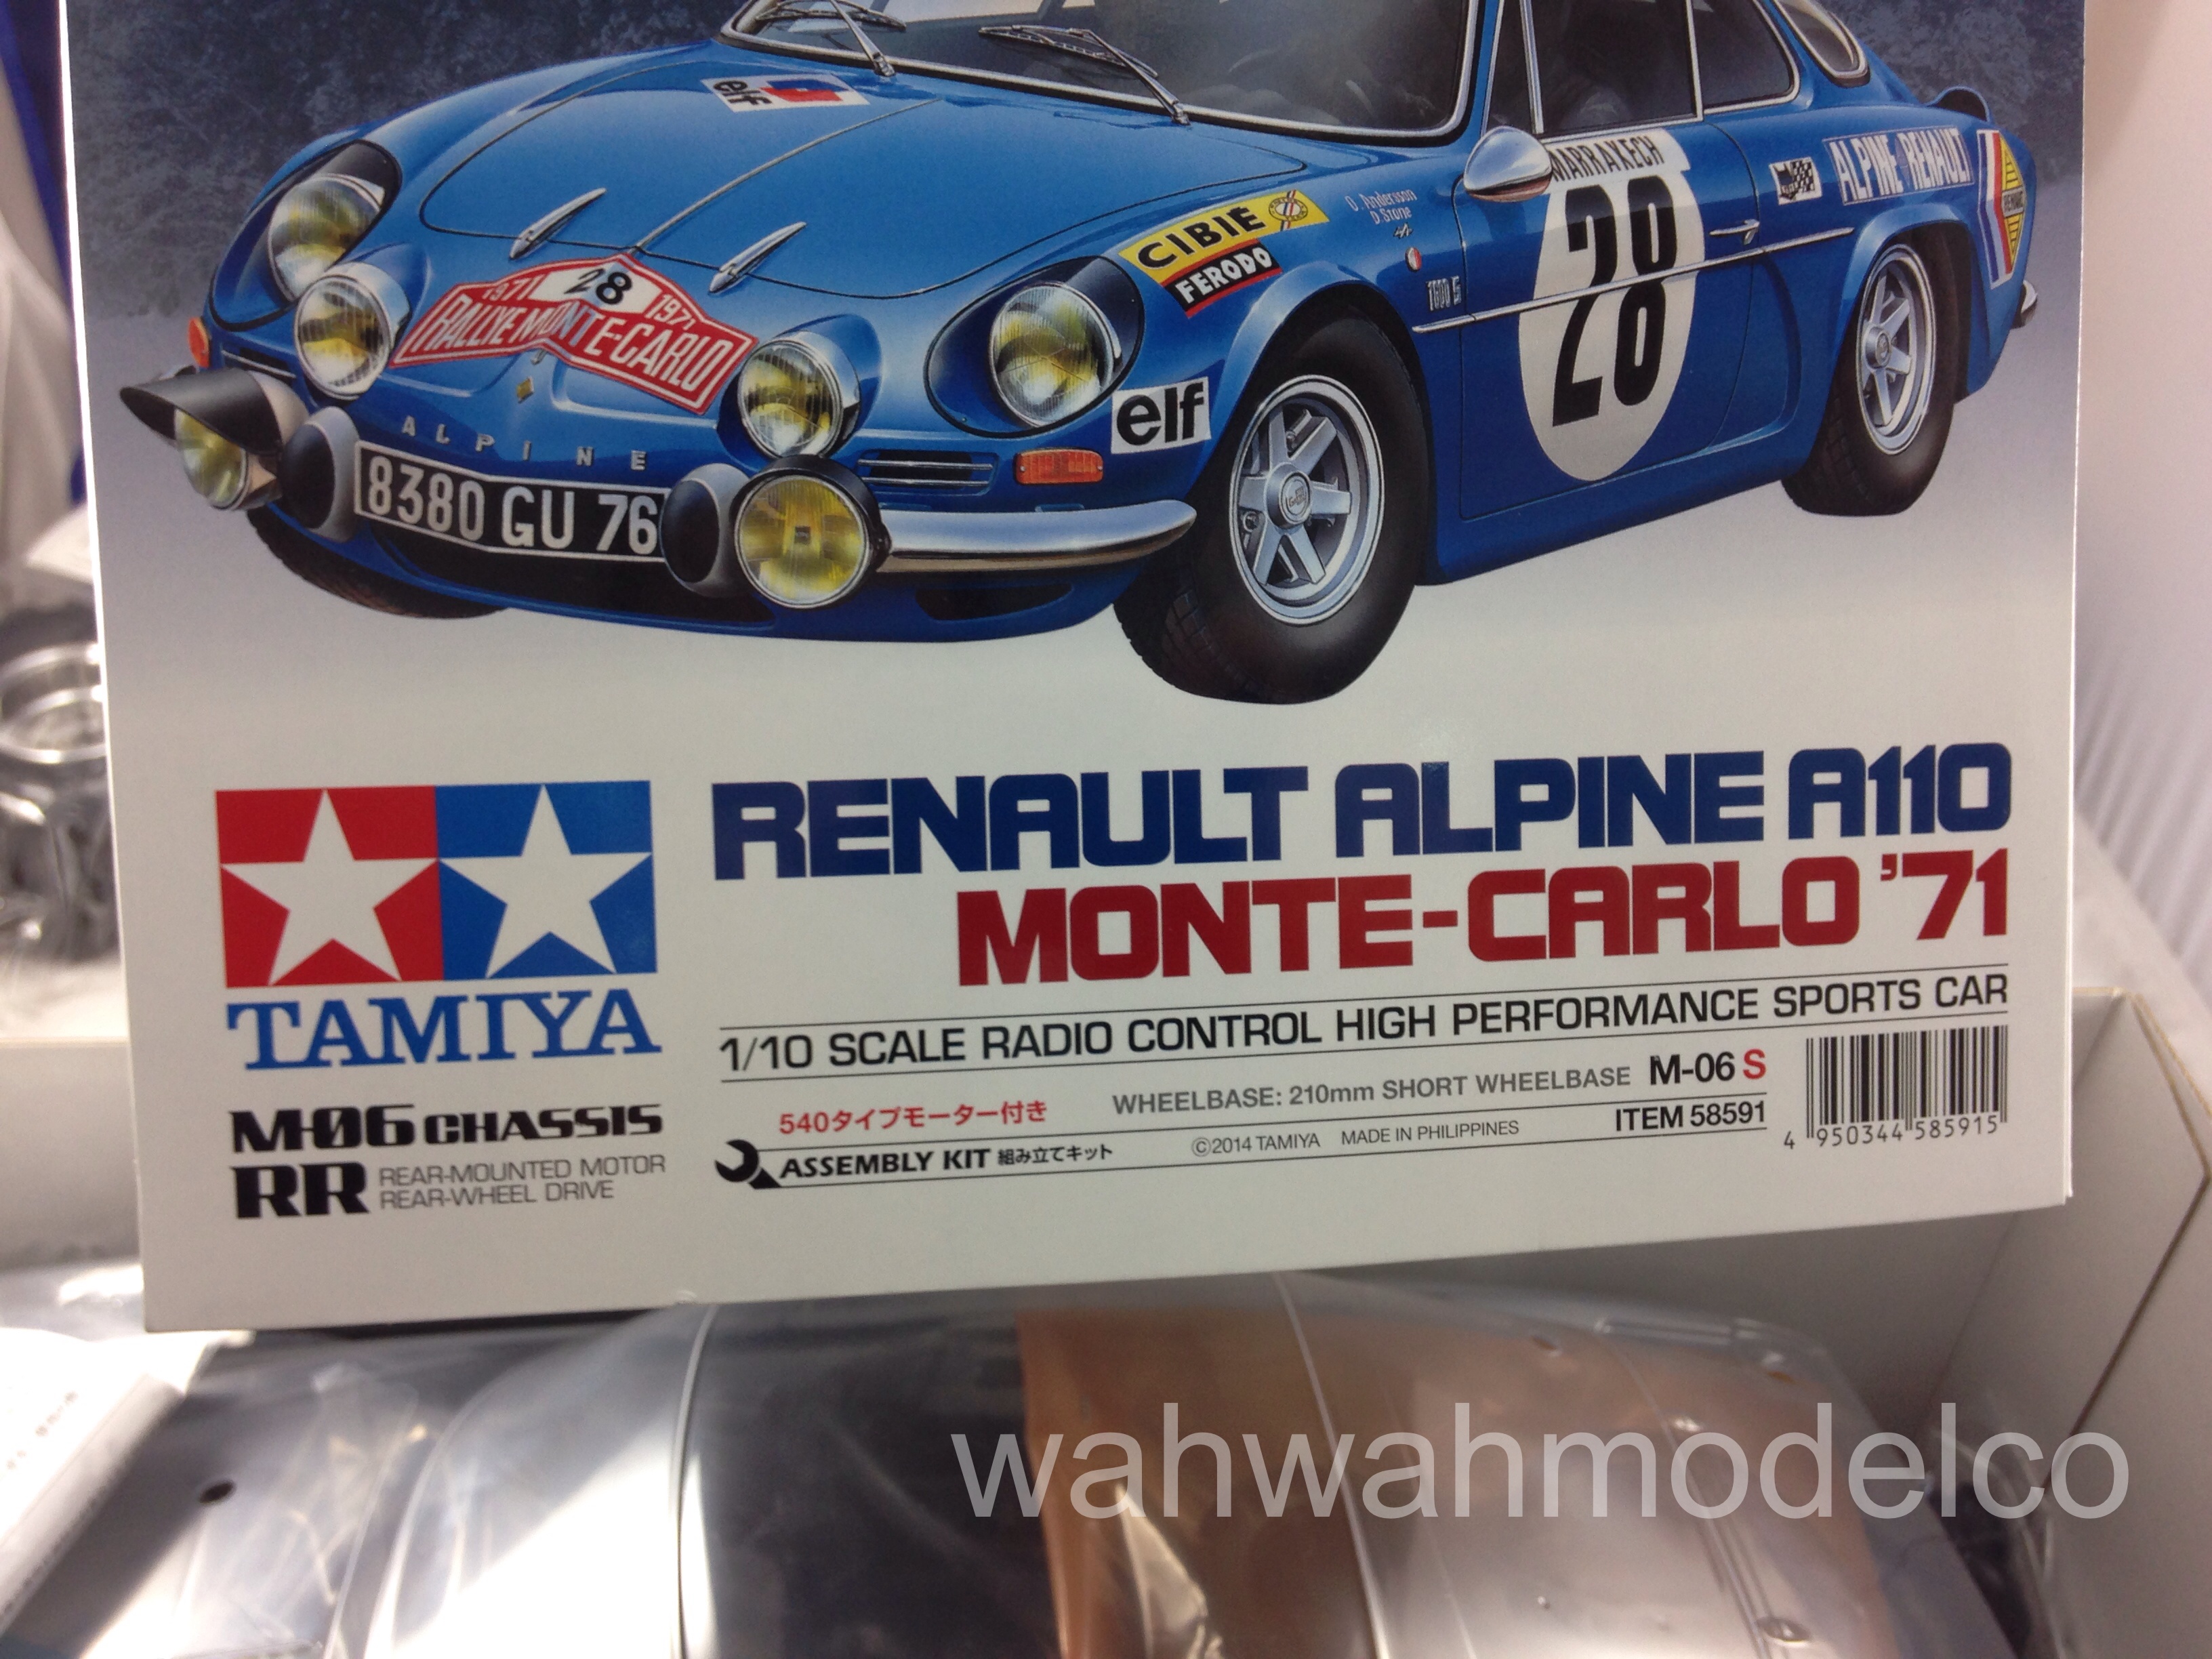 elf
MARRAKECH
28
ALPINE RENAULT
CIBIE
FERODO
O. Andersson
D. Stone
1971 28 1971
RALLYE MONTE-CARLO
elf
ALPINE
8380 GU 76
RENAULT ALPINE A110
MONTE-CARLO '71
TAMIYA
1/10 SCALE RADIO CONTROL HIGH PERFORMANCE SPORTS CAR
M-06 CHASSIS
RR REAR-MOUNTED MOTOR
REAR-WHEEL DRIVE
540タイプモーター付き WHEELBASE: 210mm SHORT WHEELBASE M-06 S
ASSEMBLY KIT 組み立てキット ©2014 TAMIYA MADE IN PHILIPPINES ITEM 58591
4 950344 585915
wahwahmodelco